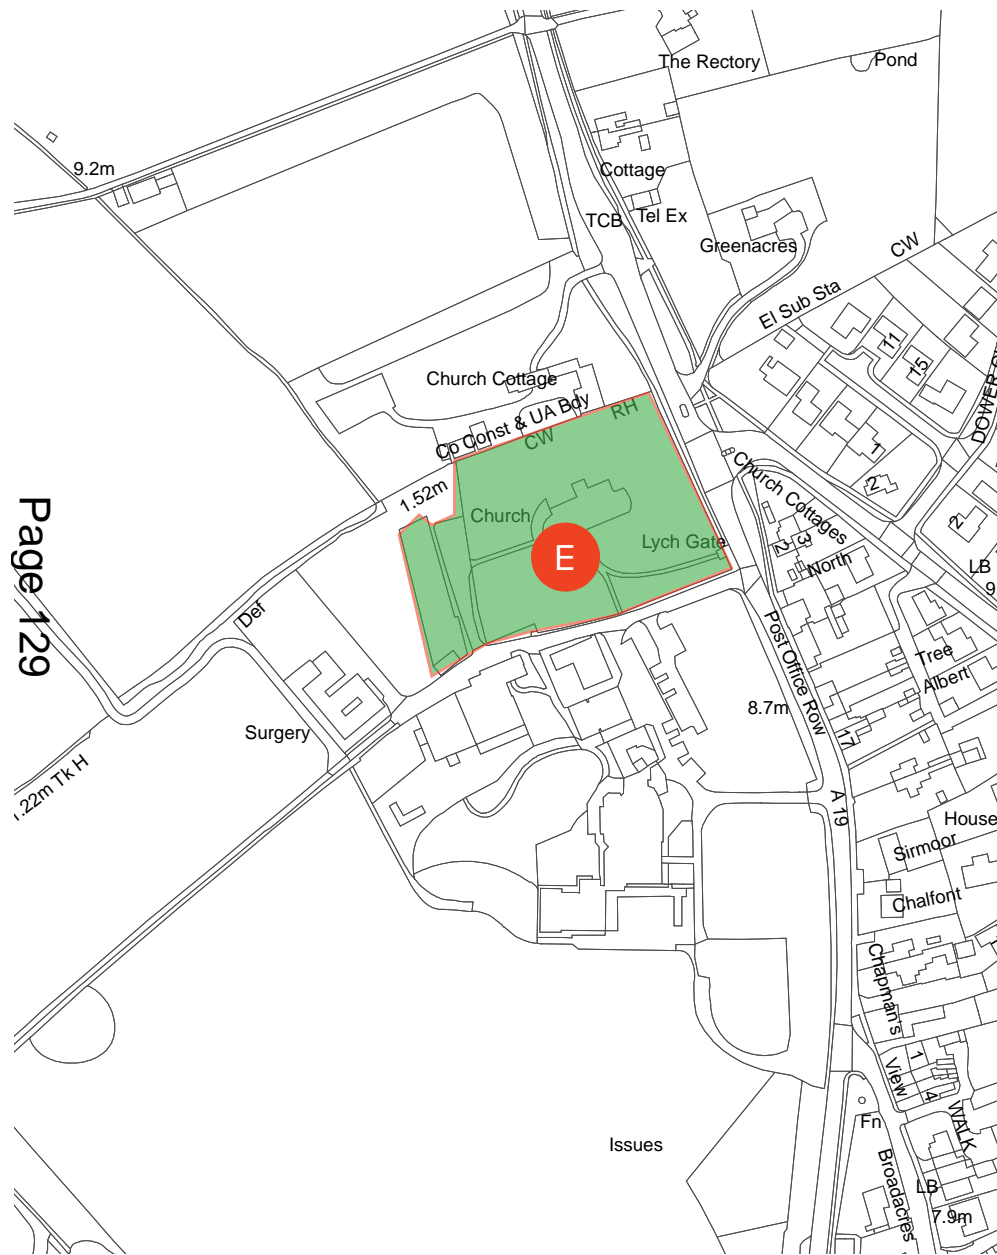 The Rectory
Pond
9.2m
Cottage
TCB
Tel Ex
Greenacres
CW
El Sub Sta
11
15
Church Cottage
Co Const & UA Bdy
RH
CW
1
2
2
1.52m
Church
Lych Gate
E
Church Cottages
2
3
North
LB
9
Page 129
Def
Surgery
1.22m Tk H
Post Office Row
8.7m
Tree
Albert
17
A 19
House
Sirmoor
Chalfont
Chapman's
View
1
4
WALK
Fn
Issues
Broadacres
LB
7.9m